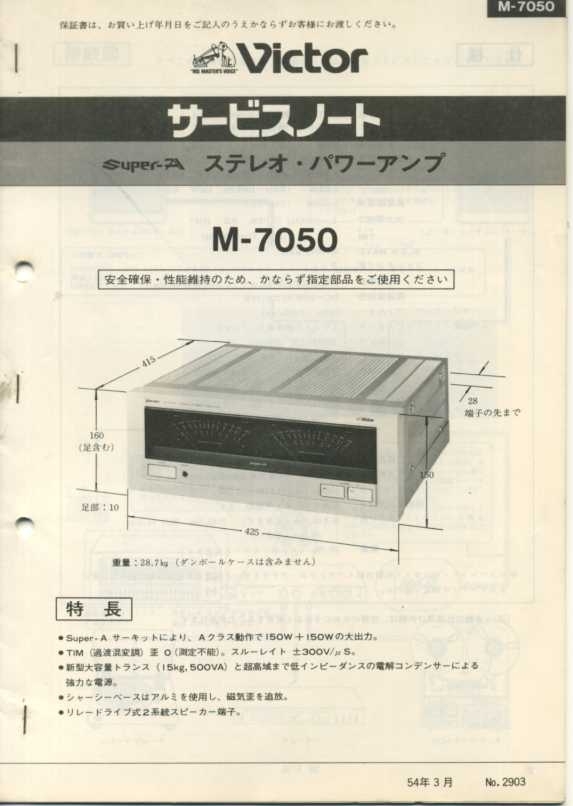 M-7050
保証書は、お買い上げ年月日をご記入のうえかならずお客様にお渡しください。
"HIS MASTER'S VOICE"
Victor
サービスノート
Super-A ステレオ・パワーアンプ
M-7050
安全確保・性能維持のため、かならず指定部品をご使用ください
415
28
端子の先まで
160
(足含む)
150
足部：10
425
Victor
重量：28.7kg (ダンボールケースは含みません)
特長
● Super-A サーキットにより、Aクラス動作で150W＋150Wの大出力。
● TIM (過渡混変調) 歪 0 (測定不能)。スルーレイト ±300V/μS。
● 新型大容量トランス (15kg, 500VA) と超高域まで低インピーダンスの電解コンデンサーによる
強力な電源。
● シャーシーベースはアルミを使用し、磁気歪を追放。
● リレードライブ式2系統スピーカー端子。
54年3月 No. 2903